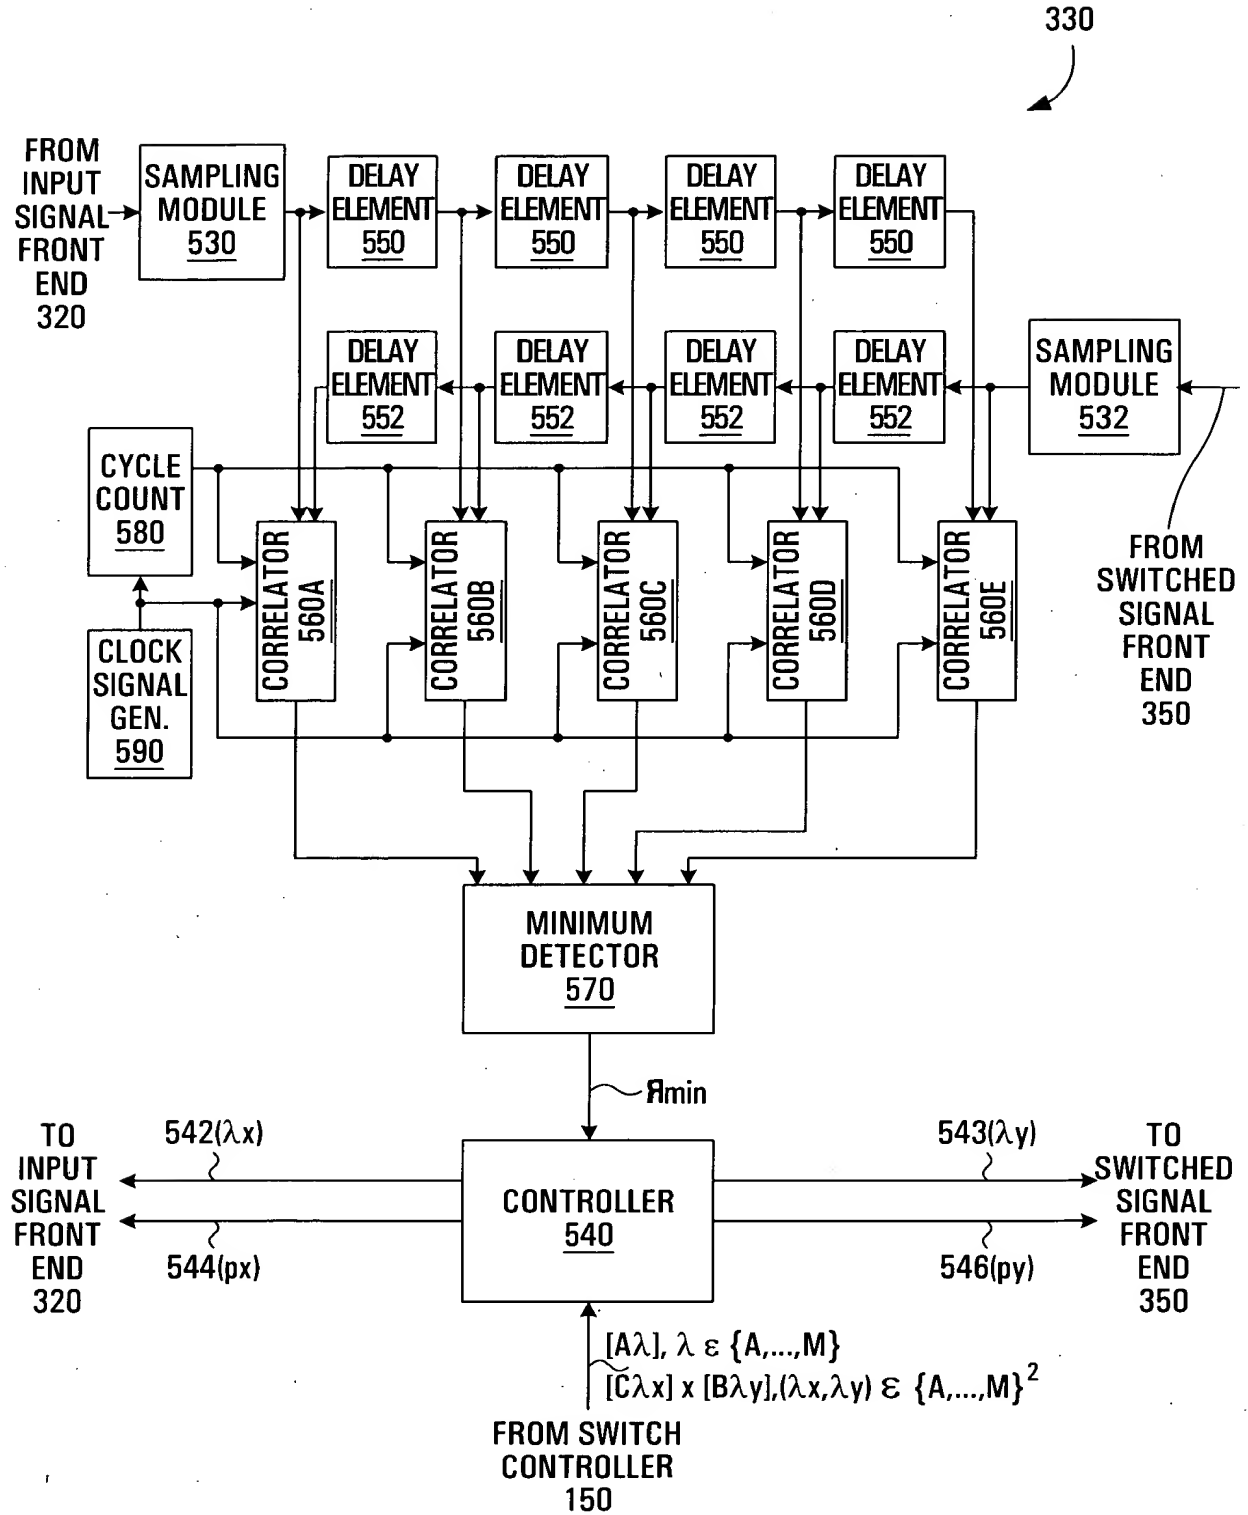 330
FROM
INPUT
SIGNAL
FRONT
END
320
SAMPLING
MODULE
530
DELAY
ELEMENT
550
DELAY
ELEMENT
550
DELAY
ELEMENT
550
DELAY
ELEMENT
550
DELAY
ELEMENT
552
DELAY
ELEMENT
552
DELAY
ELEMENT
552
DELAY
ELEMENT
552
SAMPLING
MODULE
532
CYCLE
COUNT
580
CLOCK
SIGNAL
GEN.
590
CORRELATOR
560A
CORRELATOR
560B
CORRELATOR
560C
CORRELATOR
560D
CORRELATOR
560E
FROM
SWITCHED
SIGNAL
FRONT
END
350
MINIMUM
DETECTOR
570
Яmin
TO
INPUT
SIGNAL
FRONT
END
320
542(λx)
544(px)
CONTROLLER
540
543(λy)
546(py)
TO
SWITCHED
SIGNAL
FRONT
END
350
[Aλ], λ ε {A,...,M}
[Cλx] x [Bλy],(λx,λy) ε {A,...,M}²
FROM SWITCH
CONTROLLER
150